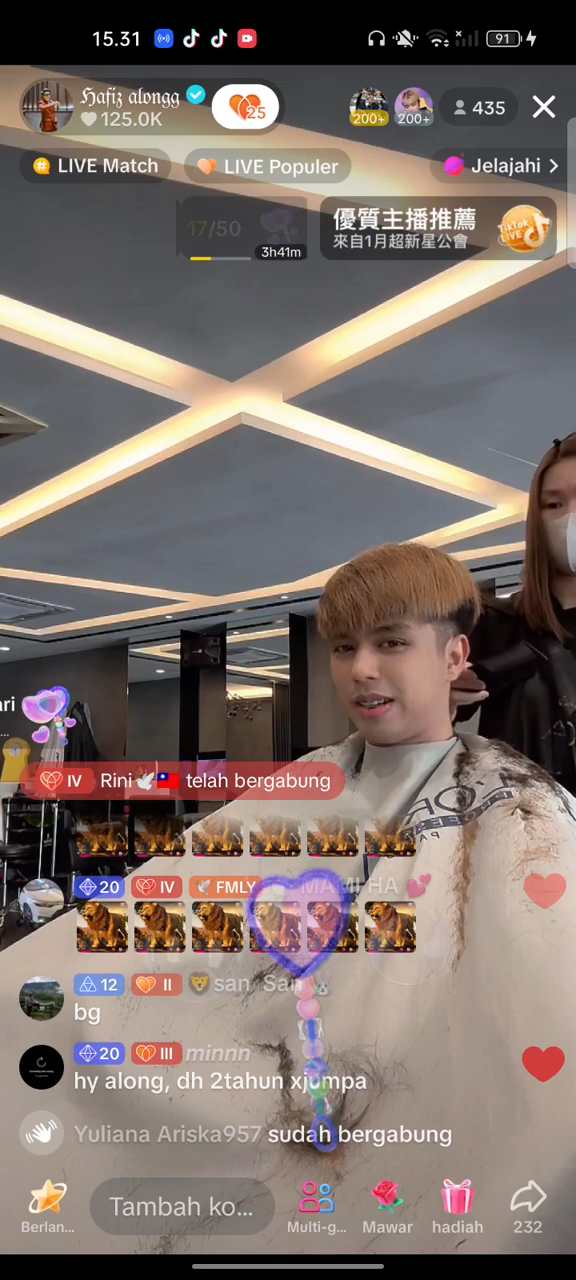 15.31
91
Hafiz alongg
125.0K
25
200+
200+
435
LIVE Match
LIVE Populer
Jelajahi
17/50
3h41m
優質主播推薦
來自1月超新星公會
TikTok
LIVE
ari
...
IV Rini🕊️🇹🇼 telah bergabung
20 IV FMLY MAMI HA 💕
12 II 🦁san San
bg
20 III minnn
hy along, dh 2tahun xjumpa
Yuliana Ariska957 sudah bergabung
Tambah ko...
Berlan...
Multi-g...
Mawar
hadiah
232